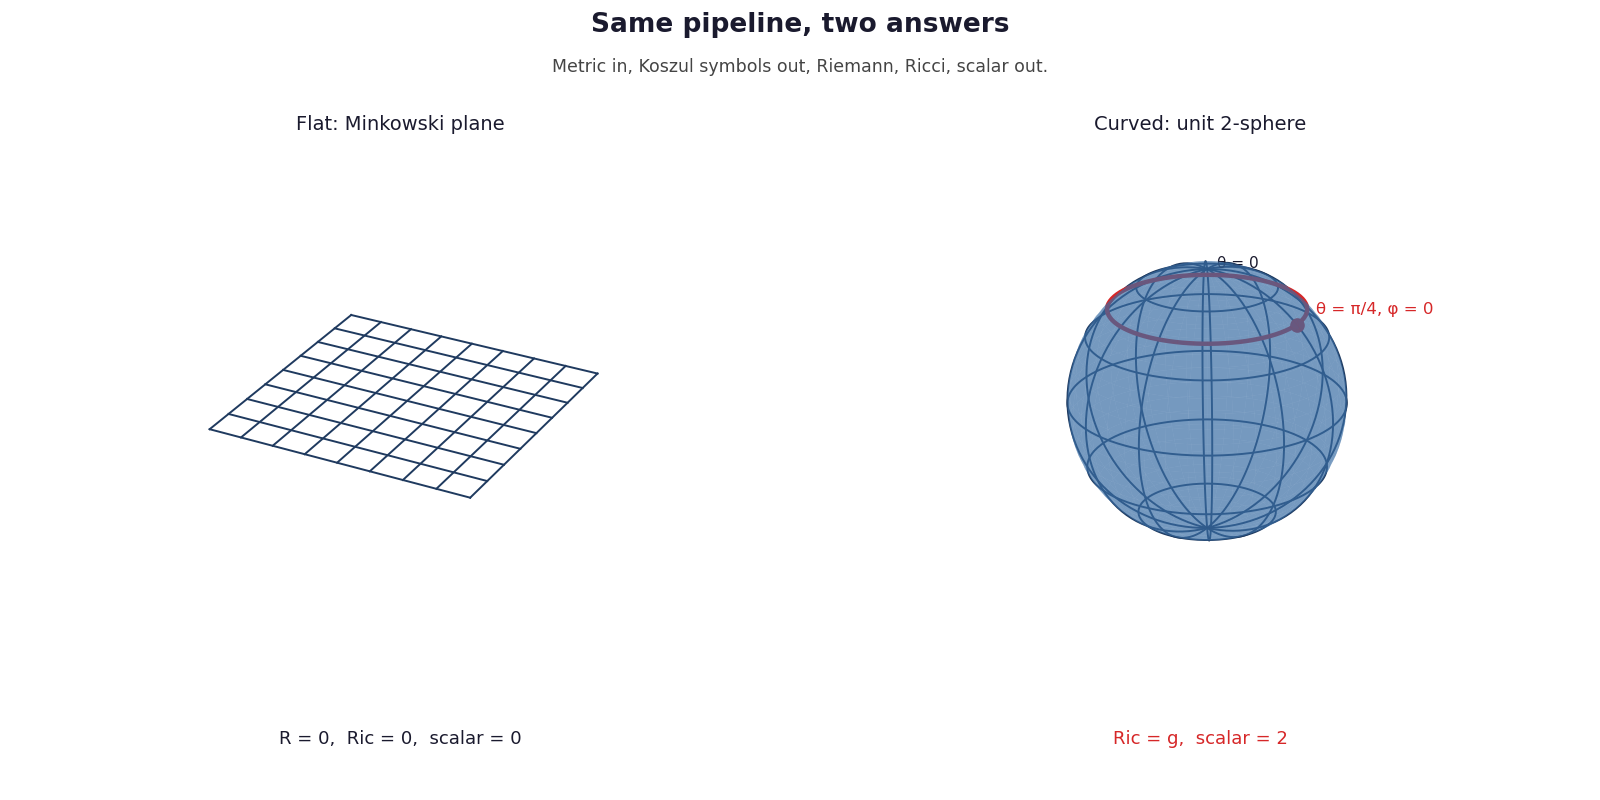 Same pipeline, two answers
Metric in, Koszul symbols out, Riemann, Ricci, scalar out.
Flat: Minkowski plane
Curved: unit 2-sphere
θ = 0
θ = π/4, φ = 0
R = 0,  Ric = 0,  scalar = 0
Ric = g,  scalar = 2